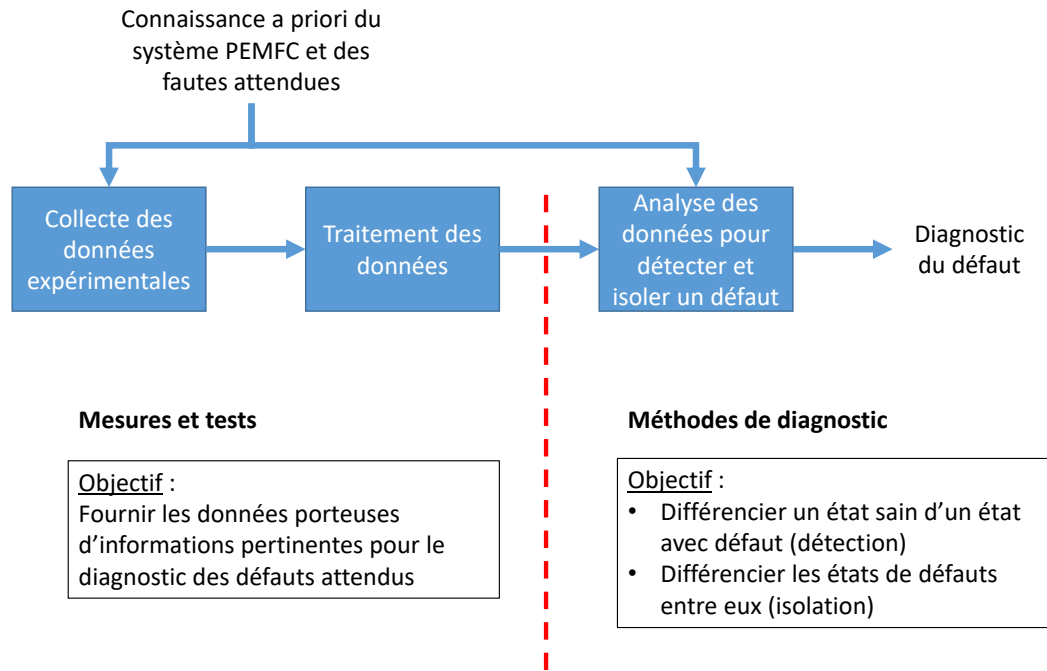 Connaissance a priori du
système PEMFC et des
fautes attendues
Collecte des
données
expérimentales
Traitement des
données
Analyse des
données pour
détecter et
isoler un défaut
Diagnostic
du défaut
Mesures et tests
Objectif :
Fournir les données porteuses
d’informations pertinentes pour le
diagnostic des défauts attendus
Méthodes de diagnostic
Objectif :
• Différencier un état sain d’un état
avec défaut (détection)
• Différencier les états de défauts
entre eux (isolation)